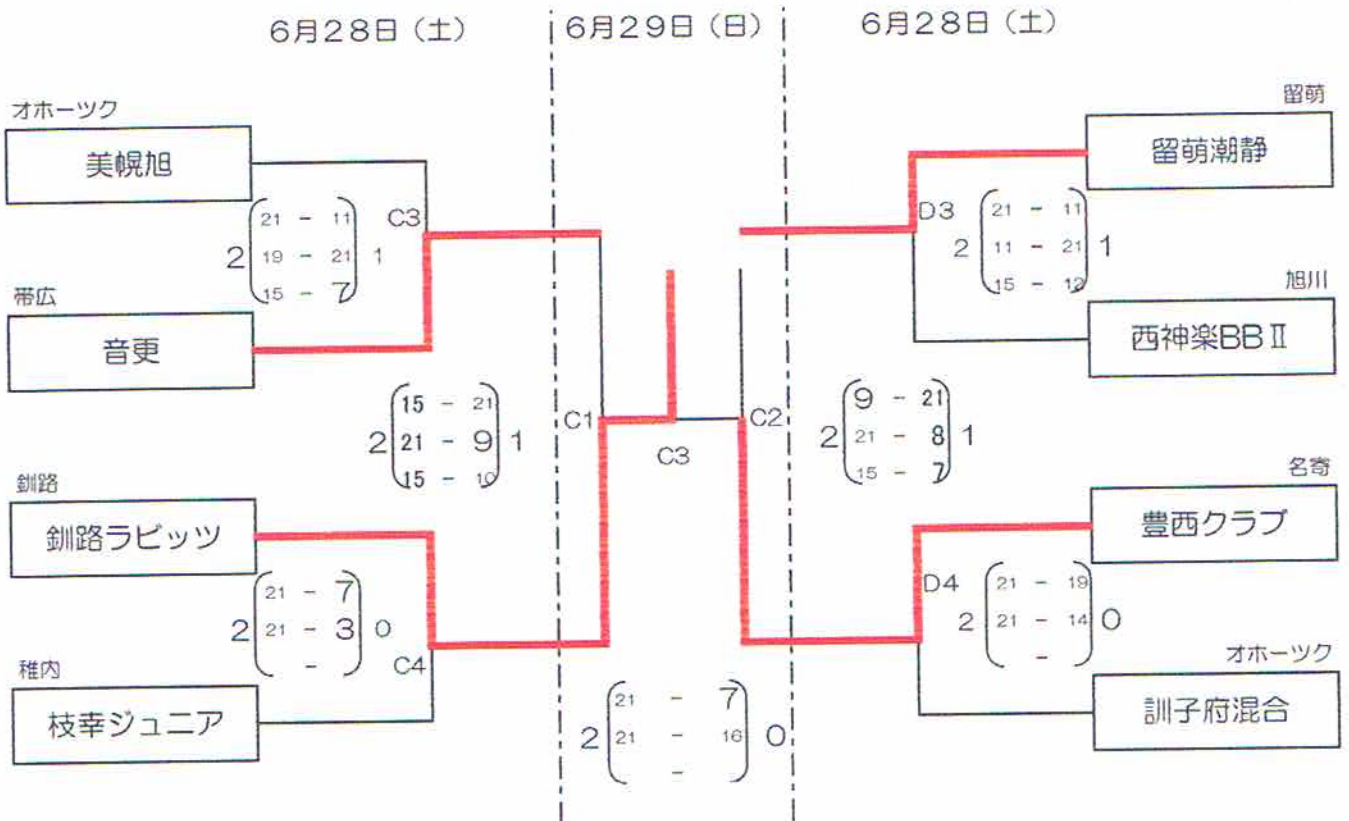 6月28日（土）
6月29日（日）
6月28日（土）
オホーツク
美幌旭
C3
2 21 - 11 1
19 - 21
15 - 7
帯広
音更
釧路
釧路ラビッツ
2 21 - 7 0
21 - 3
-
C4
稚内
枝幸ジュニア
2 15 - 21 1
21 - 9
15 - 10
C1
C3
C2
2 9 - 21 1
21 - 8
15 - 7
2 21 - 7 0
21 - 16
-
留萌
留萌潮静
D3
2 21 - 11 1
11 - 21
15 - 12
旭川
西神楽BBⅡ
名寄
豊西クラブ
D4
2 21 - 19 0
21 - 14
-
オホーツク
訓子府混合